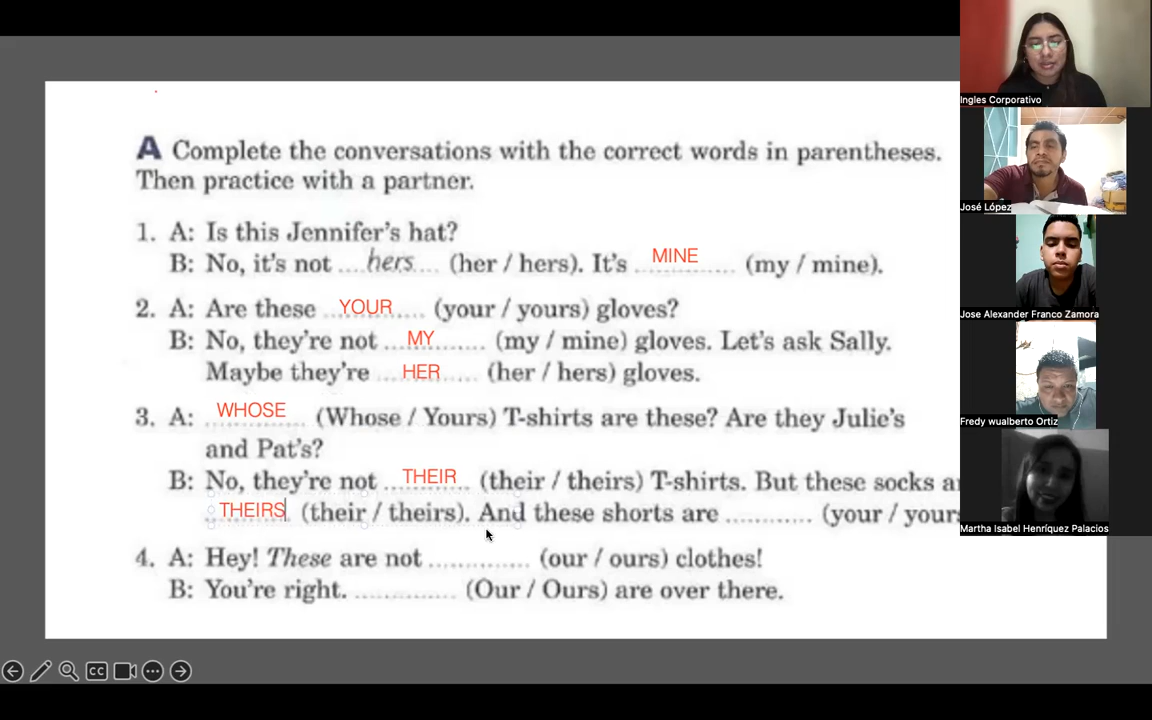 A Complete the conversations with the correct words in parentheses.
Then practice with a partner.
1. A: Is this Jennifer's hat?
B: No, it's not ....hers.... (her / hers). It's MINE (my / mine).
2. A: Are these YOUR (your / yours) gloves?
B: No, they're not MY (my / mine) gloves. Let's ask Sally.
Maybe they're HER (her / hers) gloves.
3. A: WHOSE (Whose / Yours) T-shirts are these? Are they Julie's
and Pat's?
B: No, they're not THEIR (their / theirs) T-shirts. But these socks
THEIRS (their / theirs). And these shorts are ............ (your /
4. A: Hey! These are not .............. (our / ours) clothes!
B: You're right. .............. (Our / Ours) are over there.
Ingles Corporativo
José López
Jose Alexander Franco Zamora
Fredy wualberto Ortiz
Martha Isabel Henríquez Palacios
CC